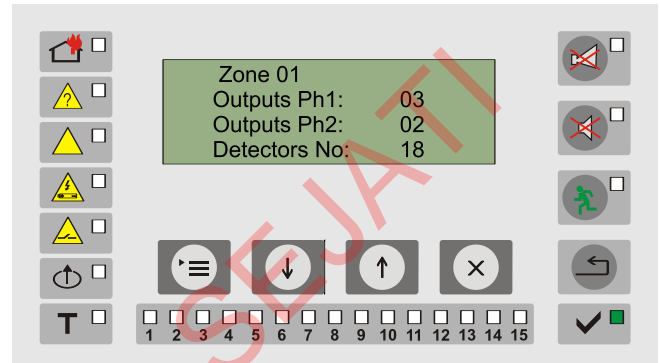 Zone 01
Outputs Ph1: 03
Outputs Ph2: 02
Detectors No: 18
?
T
1 2 3 4 5 6 7 8 9 10 11 12 13 14 15
SEJATI